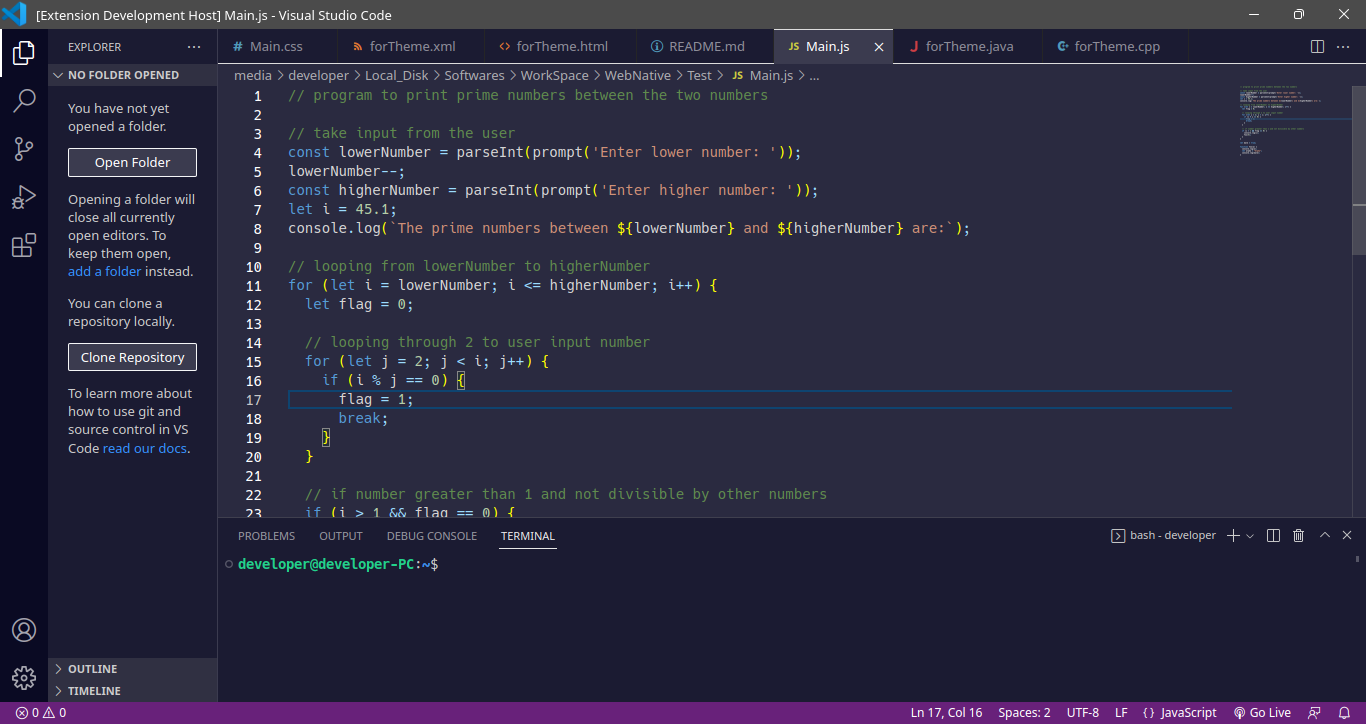 [Extension Development Host] Main.js - Visual Studio Code
EXPLORER
NO FOLDER OPENED
You have not yet
opened a folder.
Open Folder
Opening a folder will
close all currently
open editors. To
keep them open,
add a folder instead.
You can clone a
repository locally.
Clone Repository
To learn more about
how to use git and
source control in VS
Code read our docs.
OUTLINE
TIMELINE
# Main.css
forTheme.xml
<> forTheme.html
README.md
JS Main.js
J forTheme.java
forTheme.cpp
media > developer > Local_Disk > Softwares > WorkSpace > WebNative > Test > JS Main.js > ...
1 // program to print prime numbers between the two numbers
2
3 // take input from the user
4 const lowerNumber = parseInt(prompt('Enter lower number: '));
5 lowerNumber--;
6 const higherNumber = parseInt(prompt('Enter higher number: '));
7 let i = 45.1;
8 console.log(`The prime numbers between ${lowerNumber} and ${higherNumber} are:`);
9
10 // looping from lowerNumber to higherNumber
11 for (let i = lowerNumber; i <= higherNumber; i++) {
12 let flag = 0;
13
14 // looping through 2 to user input number
15 for (let j = 2; j < i; j++) {
16 if (i % j == 0) {
17 flag = 1;
18 break;
19 }
20 }
21
22 // if number greater than 1 and not divisible by other numbers
23 if (i > 1 && flag == 0) {
PROBLEMS
OUTPUT
DEBUG CONSOLE
TERMINAL
bash - developer
developer@developer-PC:~$
0 0
Ln 17, Col 16
Spaces: 2
UTF-8
LF
{ } JavaScript
Go Live